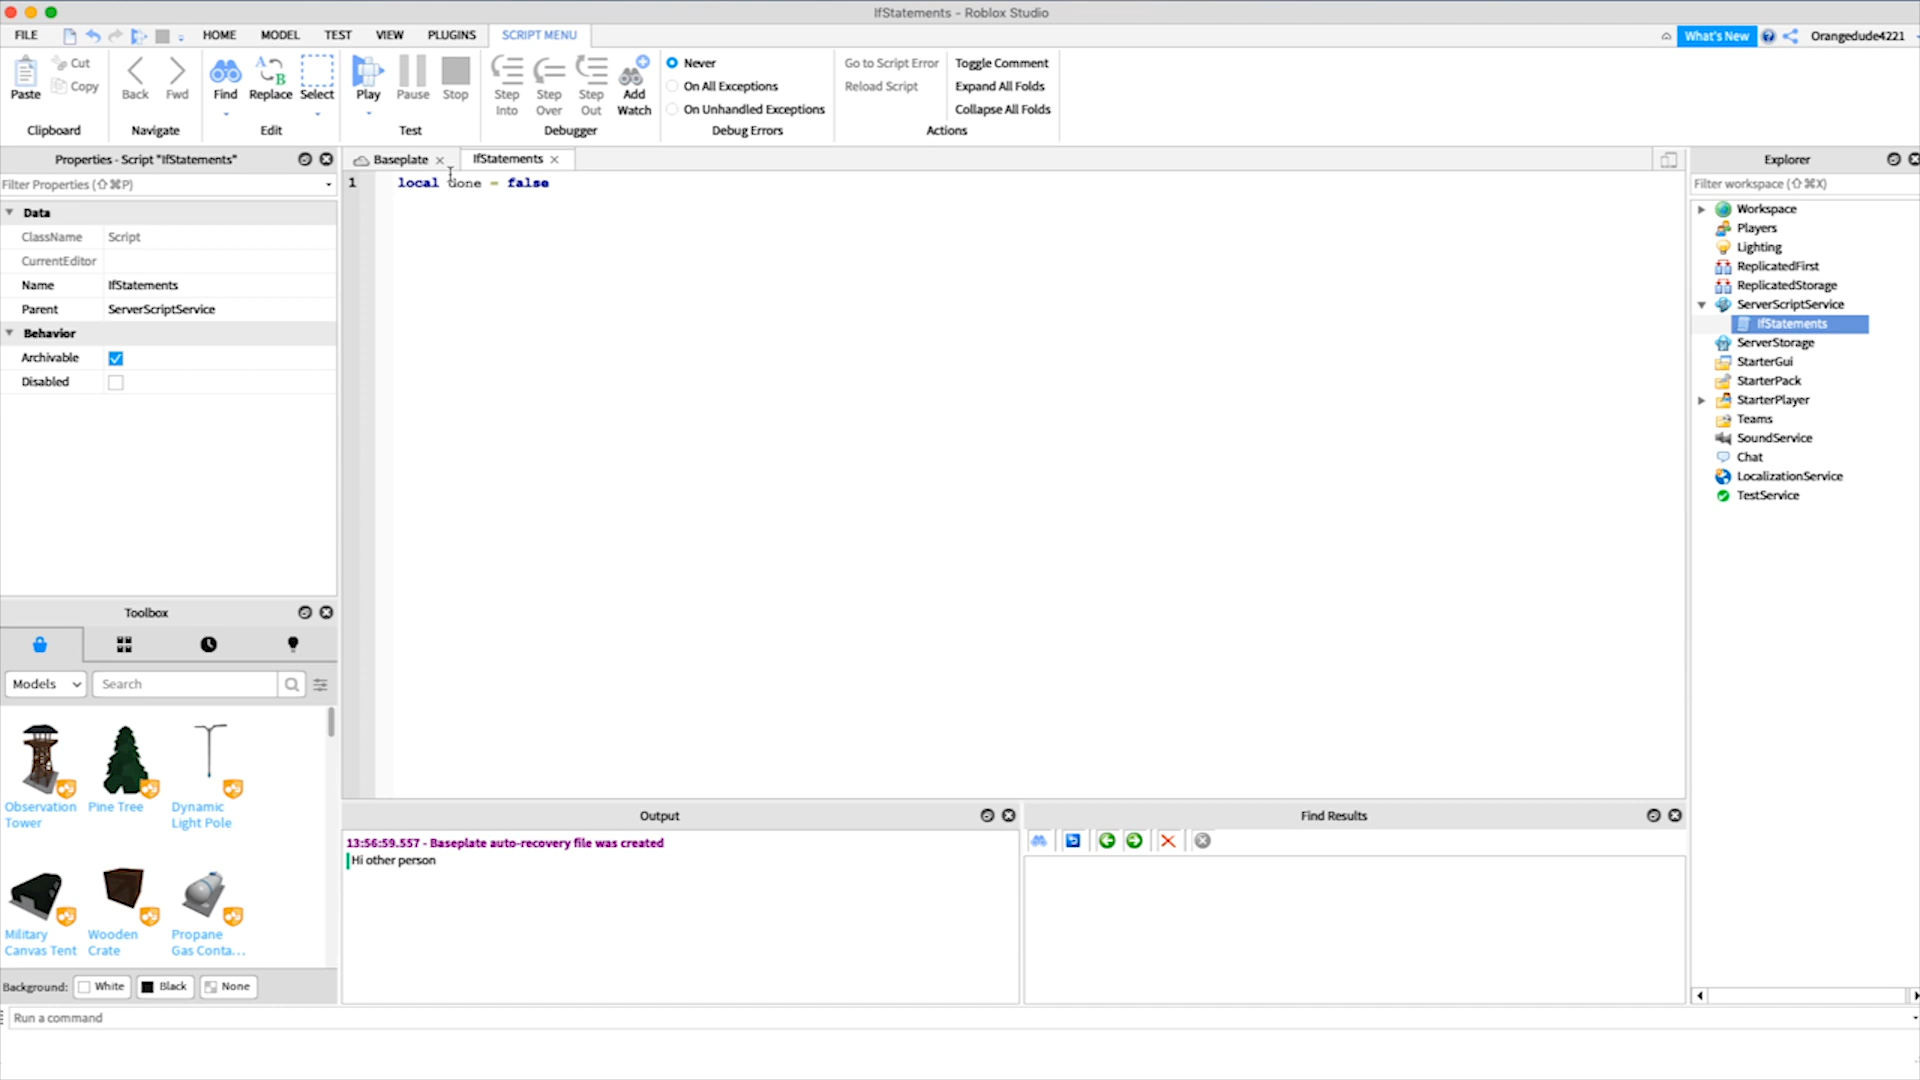 IfStatements - Roblox Studio
FILE HOME MODEL TEST VIEW PLUGINS SCRIPT MENU What's New Orangedude4221
Paste Cut Copy Back Fwd Find Replace Select Play Pause Stop Step Into Step Over Step Out Add Watch
Never
On All Exceptions
On Unhandled Exceptions
Go to Script Error
Reload Script
Toggle Comment
Expand All Folds
Collapse All Folds
Clipboard Navigate Edit Test Debugger Debug Errors Actions
Properties - Script "IfStatements"
Filter Properties (⇧⌘P)
Data
ClassName Script
CurrentEditor
Name IfStatements
Parent ServerScriptService
Behavior
Archivable
Disabled
Toolbox
Models Search
Observation Tower
Pine Tree
Dynamic Light Pole
Military Canvas Tent
Wooden Crate
Propane Gas Conta...
Background: White Black None
Run a command
Baseplate IfStatements
1 local done = false
Output
13:56:59.557 - Baseplate auto-recovery file was created
Hi other person
Find Results
Explorer
Filter workspace (⇧⌘X)
Workspace
Players
Lighting
ReplicatedFirst
ReplicatedStorage
ServerScriptService
IfStatements
ServerStorage
StarterGui
StarterPack
StarterPlayer
Teams
SoundService
Chat
LocalizationService
TestService